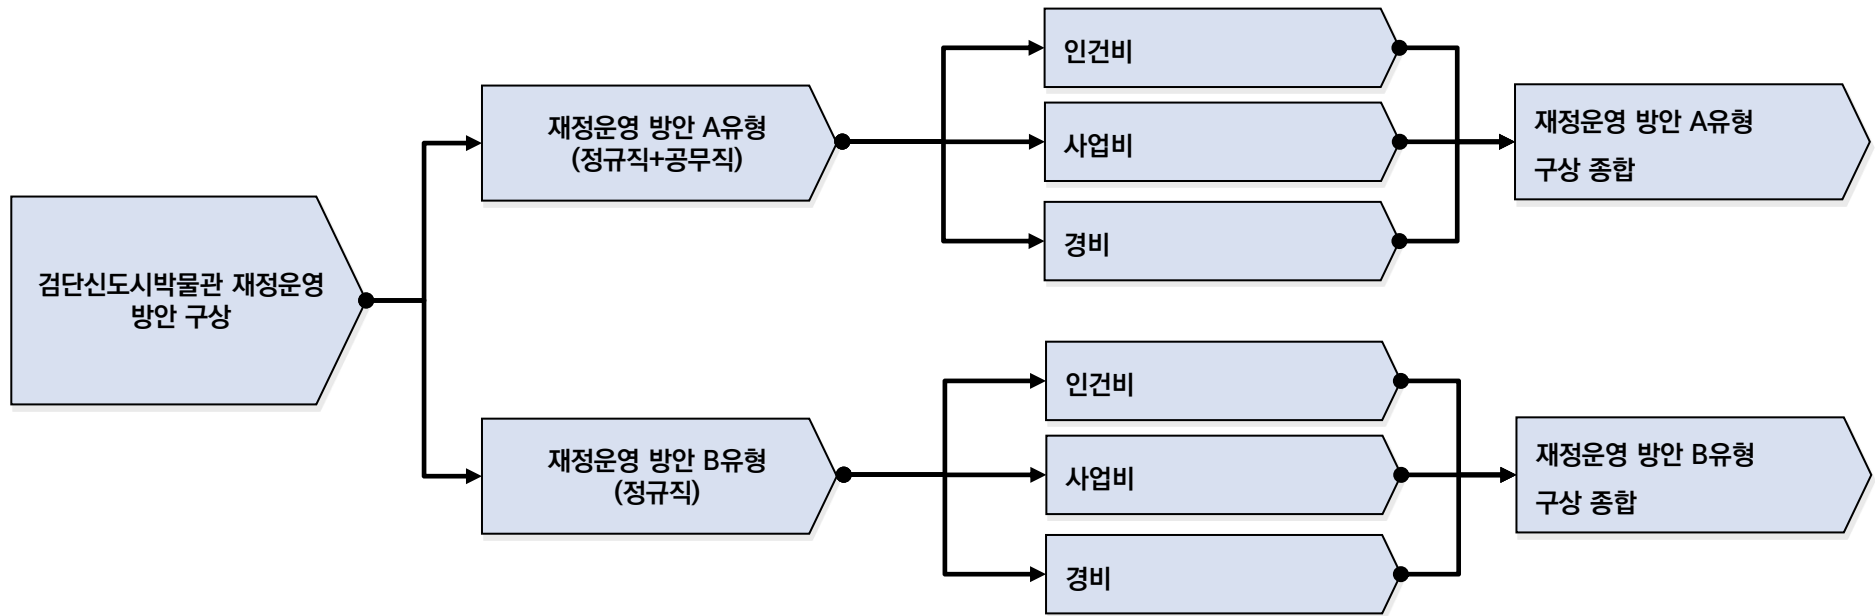 검단신도시박물관 재정운영
방안 구상
재정운영 방안 A유형
(정규직+공무직)
인건비
사업비
경비
재정운영 방안 A유형
구상 종합
재정운영 방안 B유형
(정규직)
인건비
사업비
경비
재정운영 방안 B유형
구상 종합